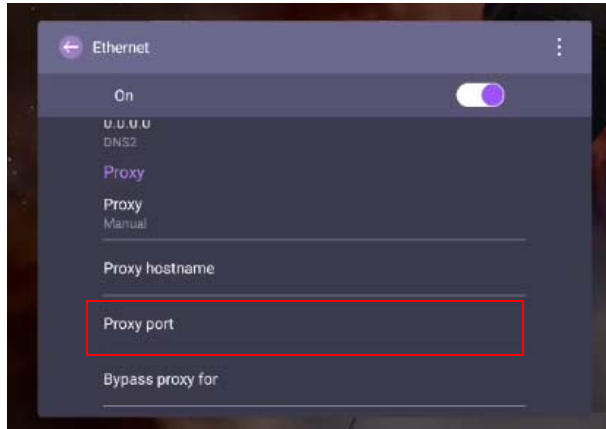 Ethernet
On
0.0.0.0
DNS2
Proxy
Proxy
Manual
Proxy hostname
Proxy port
Bypass proxy for